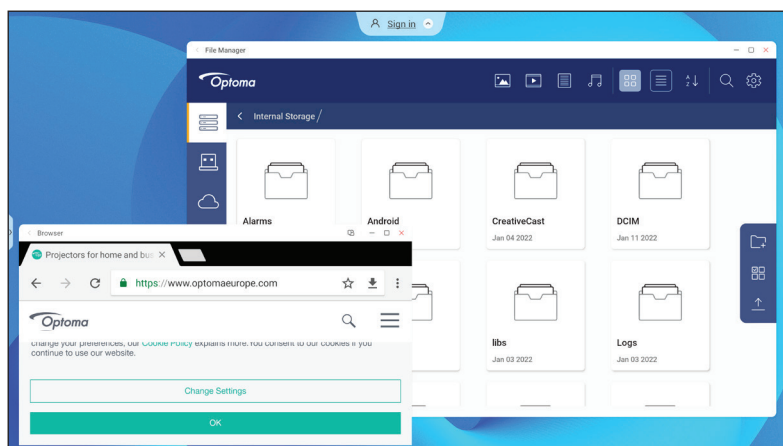 Sign in
File Manager
Optoma
A
Z
Internal Storage /
Alarms
Android
CreativeCast
Jan 04 2022
DCIM
Jan 11 2022
libs
Jan 03 2022
Logs
Jan 03 2022
Browser
Projectors for home and bus
https://www.optomaeurope.com
Optoma
change your preferences, our Cookie Policy explains more. You consent to our cookies if you
continue to use our website.
Change Settings
OK